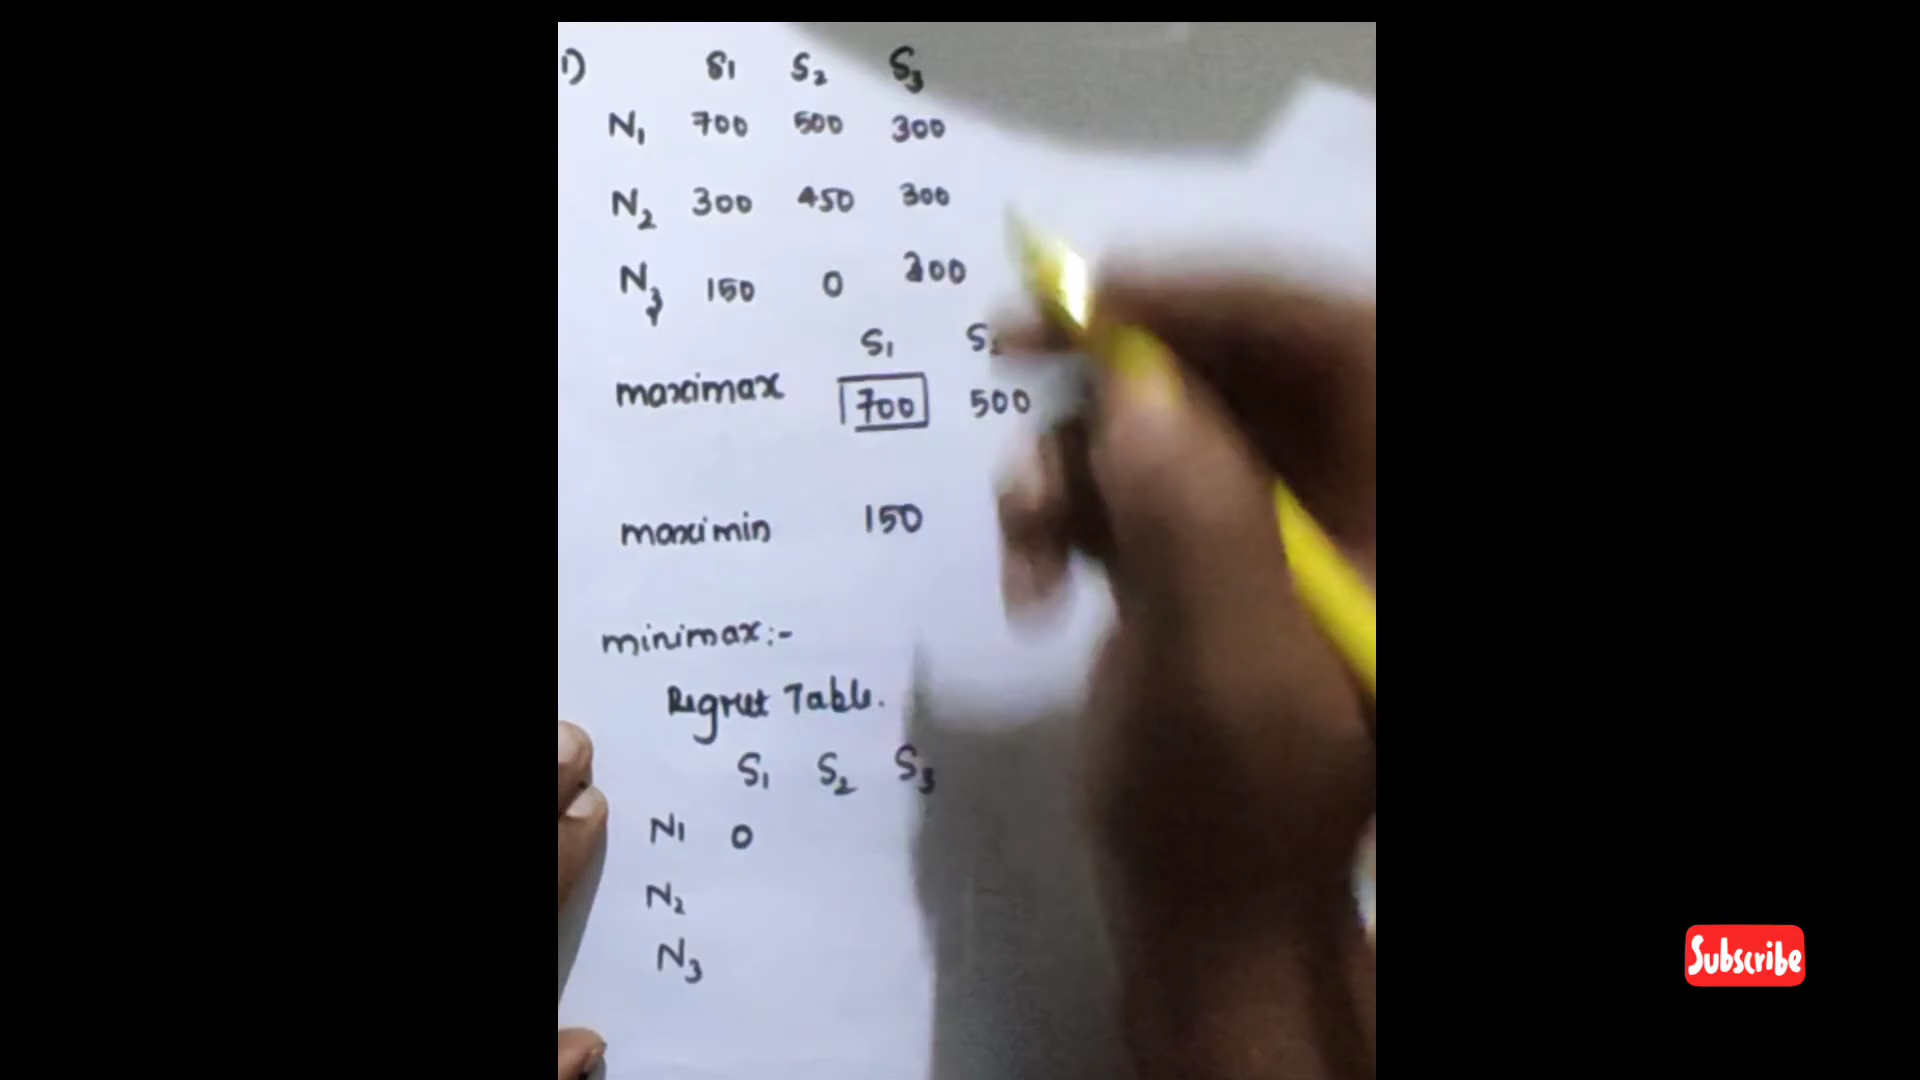 1) S1 S2 S3
N1 700 500 300
N2 300 450 300
N3 150 0
S1
maximax 700 500
maximin 150
minimax:-
Regret Table.
S1 S2 S3
N1 0
N2
N3
Subscribe